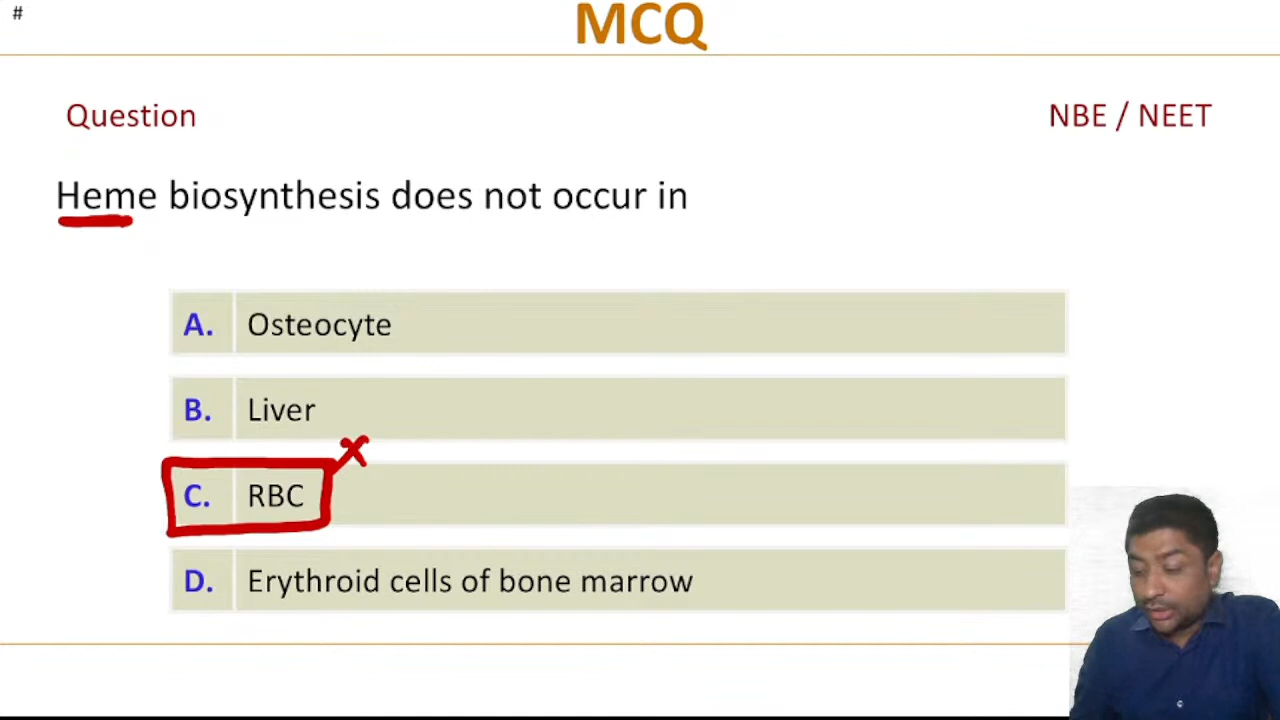 #
MCQ
Question
NBE / NEET
Heme biosynthesis does not occur in
A. Osteocyte
B. Liver
C. RBC
D. Erythroid cells of bone marrow